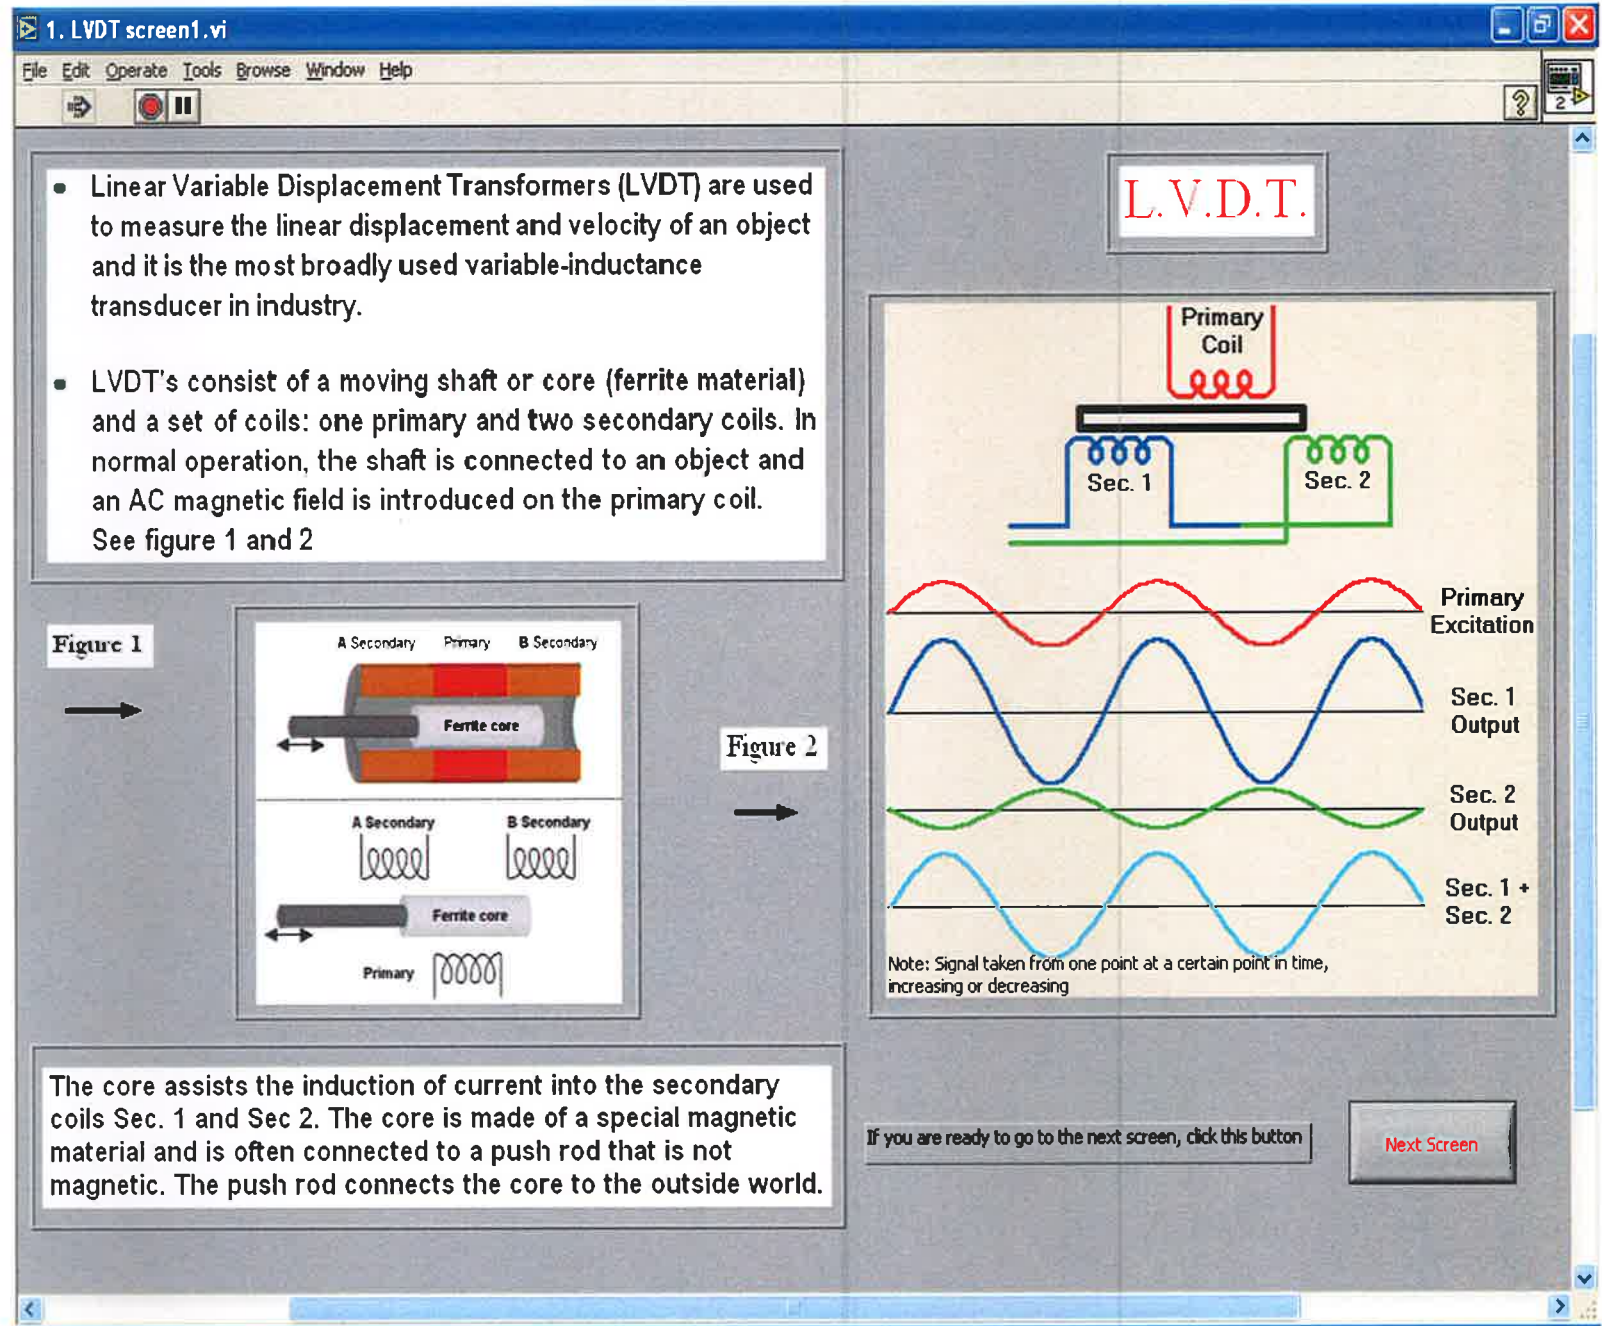 1. LVDT screen1.vi
File Edit Operate Tools Browse Window Help
2
• Linear Variable Displacement Transformers (LVDT) are used
to measure the linear displacement and velocity of an object
and it is the most broadly used variable-inductance
transducer in industry.
• LVDT's consist of a moving shaft or core (ferrite material)
and a set of coils: one primary and two secondary coils. In
normal operation, the shaft is connected to an object and
an AC magnetic field is introduced on the primary coil.
See figure 1 and 2
L.V.D.T.
Figure 1
A Secondary Primary B Secondary
Ferrite core
A Secondary B Secondary
Ferrite core
Primary
Figure 2
Primary
Coil
Sec. 1 Sec. 2
Primary
Excitation
Sec. 1
Output
Sec. 2
Output
Sec. 1 +
Sec. 2
Note: Signal taken from one point at a certain point in time,
increasing or decreasing
The core assists the induction of current into the secondary
coils Sec. 1 and Sec 2. The core is made of a special magnetic
material and is often connected to a push rod that is not
magnetic. The push rod connects the core to the outside world.
If you are ready to go to the next screen, click this button
Next Screen